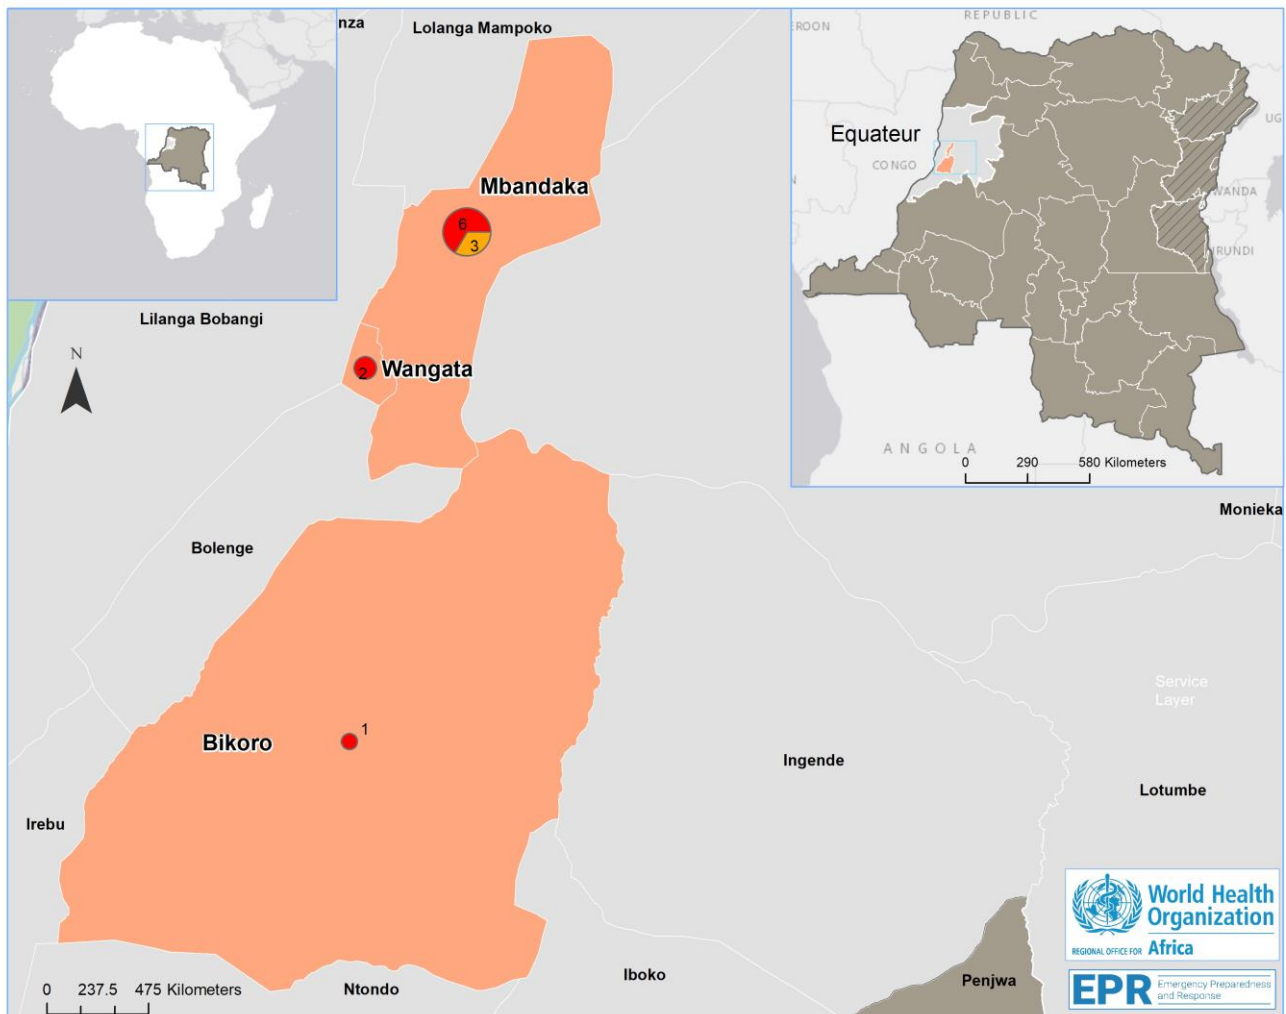 nza
Lolanga Mampoko
REPUBLIC
EROON
Equateur
CONGO
UG
WANDA
URUNDI
ANGOLA
0 290 580 Kilometers
Mbandaka
6
3
Lilanga Bobangi
N
2
Wangata
Monieka
Bolenge
Service
Layer
1
Bikoro
Ingende
Lotumbe
Irebu
World Health
Organization
REGIONAL OFFICE FOR Africa
Iboko
Penjwa
0 237.5 475 Kilometers
Ntondo
EPR
Emergency Preparedness
and Response